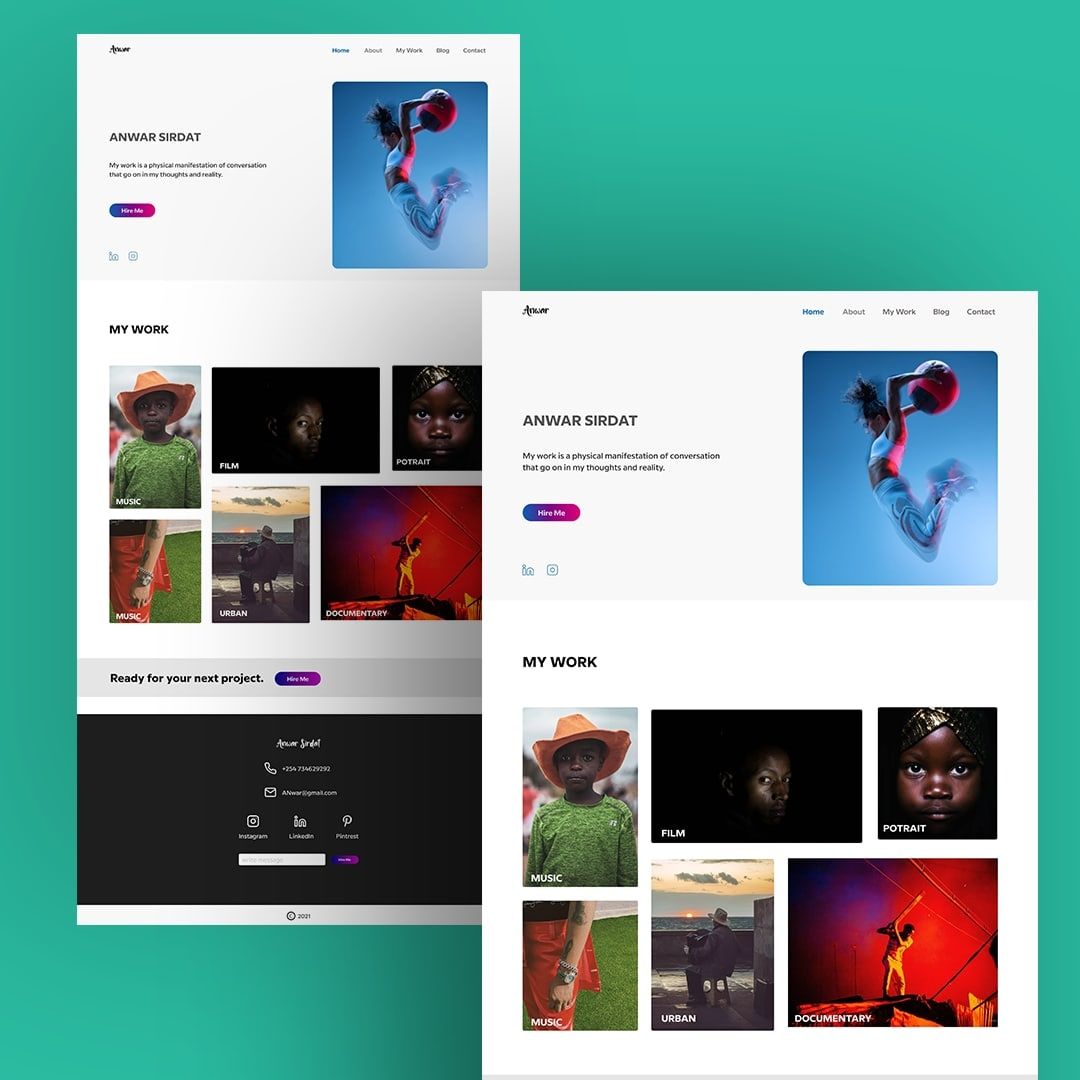 Anwar
Home About My Work Blog Contact
ANWAR SIRDAT
My work is a physical manifestation of conversation
that go on in my thoughts and reality.
Hire Me
MY WORK
FILM
POTRAIT
MUSIC
MUSIC
URBAN
DOCUMENTARY
Ready for your next project.
Hire Me
Anwar Sirdat
+254 734629292
ANwar@gmail.com
Instagram LinkedIn Pintrest
write message
Hire Me
© 2021
Anwar
Home About My Work Blog Contact
ANWAR SIRDAT
My work is a physical manifestation of conversation
that go on in my thoughts and reality.
Hire Me
MY WORK
FILM
POTRAIT
MUSIC
MUSIC
URBAN
DOCUMENTARY